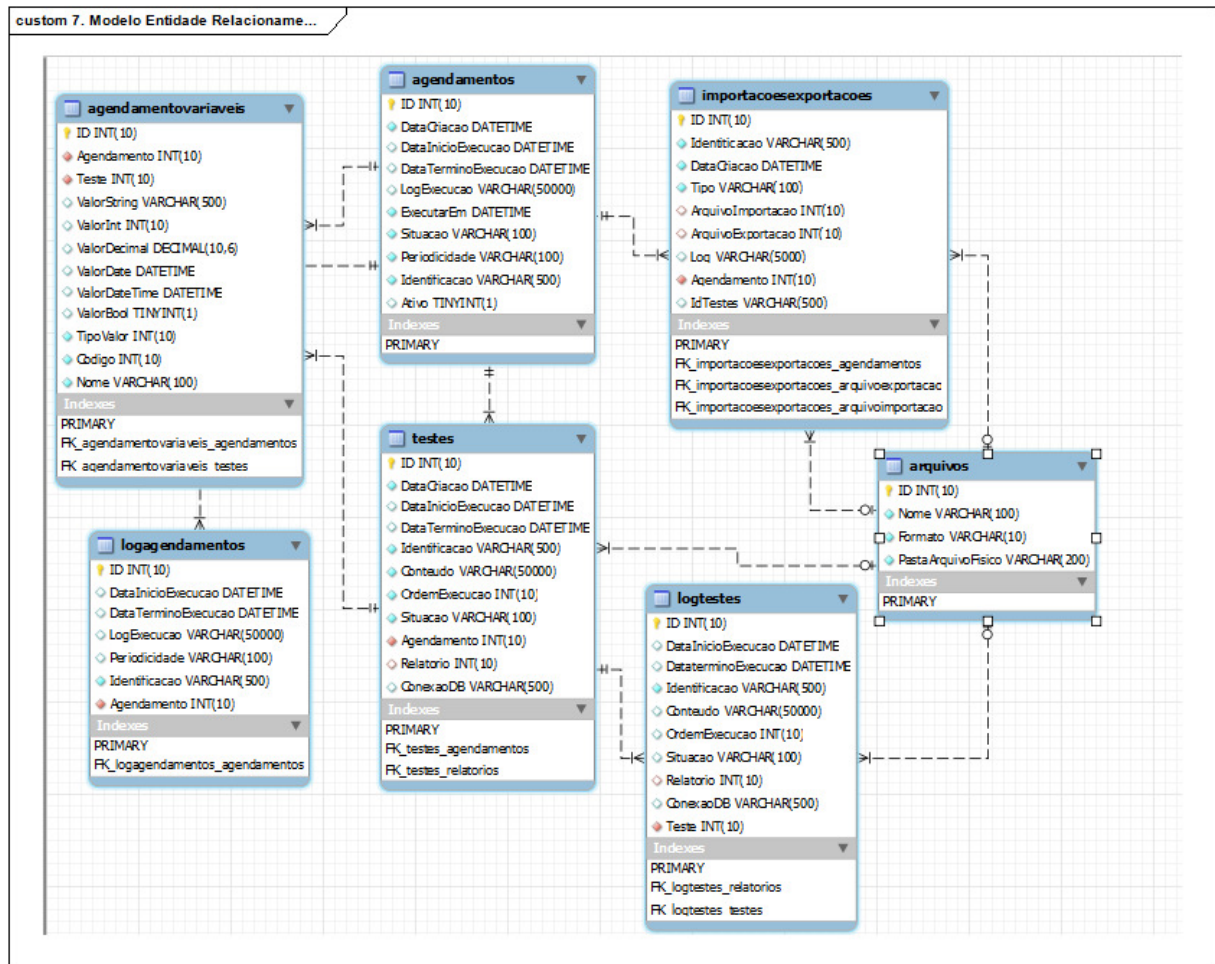 custom 7. Modelo Entidade Relacioname...
agendamentovariaveis
ID INT(10)
Agendamento INT(10)
Teste INT(10)
ValorString VARCHAR(500)
ValorInt INT(10)
ValorDecimal DECIMAL(10,6)
ValorDate DATETIME
ValorDateTime DATETIME
ValorBool TINYINT(1)
TipoValor INT(10)
Codigo INT(10)
Nome VARCHAR(100)
Indexes
PRIMARY
FK_agendamentovariaveis_agendamentos
FK_agendamentovariaveis_testes
agendamentos
ID INT(10)
DataCriacao DATETIME
DataInicioExecucao DATETIME
DataTerminoExecucao DATETIME
LogExecucao VARCHAR(50000)
ExecutarEm DATETIME
Situacao VARCHAR(100)
Periodicidade VARCHAR(100)
Identificacao VARCHAR(500)
Ativo TINYINT(1)
Indexes
PRIMARY
importacoesexportacoes
ID INT(10)
Identificacao VARCHAR(500)
DataCriacao DATETIME
Tipo VARCHAR(100)
ArquivoImportacao INT(10)
ArquivoExportacao INT(10)
Log VARCHAR(5000)
Agendamento INT(10)
IdTestes VARCHAR(500)
Indexes
PRIMARY
FK_importacoesexportacoes_agendamentos
FK_importacoesexportacoes_arquivoexportacao
FK_importacoesexportacoes_arquivoimportacao
testes
ID INT(10)
DataCriacao DATETIME
DataInicioExecucao DATETIME
DataTerminoExecucao DATETIME
Identificacao VARCHAR(500)
Conteudo VARCHAR(50000)
OrdemExecucao INT(10)
Situacao VARCHAR(100)
Agendamento INT(10)
Relatorio INT(10)
ConexaoDB VARCHAR(500)
Indexes
PRIMARY
FK_testes_agendamentos
FK_testes_relatorios
arquivos
ID INT(10)
Nome VARCHAR(100)
Formato VARCHAR(10)
PastaArquivoFisico VARCHAR(200)
Indexes
PRIMARY
logagendamentos
ID INT(10)
DataInicioExecucao DATETIME
DataTerminoExecucao DATETIME
LogExecucao VARCHAR(50000)
Periodicidade VARCHAR(100)
Identificacao VARCHAR(500)
Agendamento INT(10)
Indexes
PRIMARY
FK_logagendamentos_agendamentos
logtestes
ID INT(10)
DataInicioExecucao DATETIME
DataterminoExecucao DATETIME
Identificacao VARCHAR(500)
Conteudo VARCHAR(50000)
OrdemExecucao INT(10)
Situacao VARCHAR(100)
Relatorio INT(10)
ConexaoDB VARCHAR(500)
Teste INT(10)
Indexes
PRIMARY
FK_logtestes_relatorios
FK_logtestes_testes